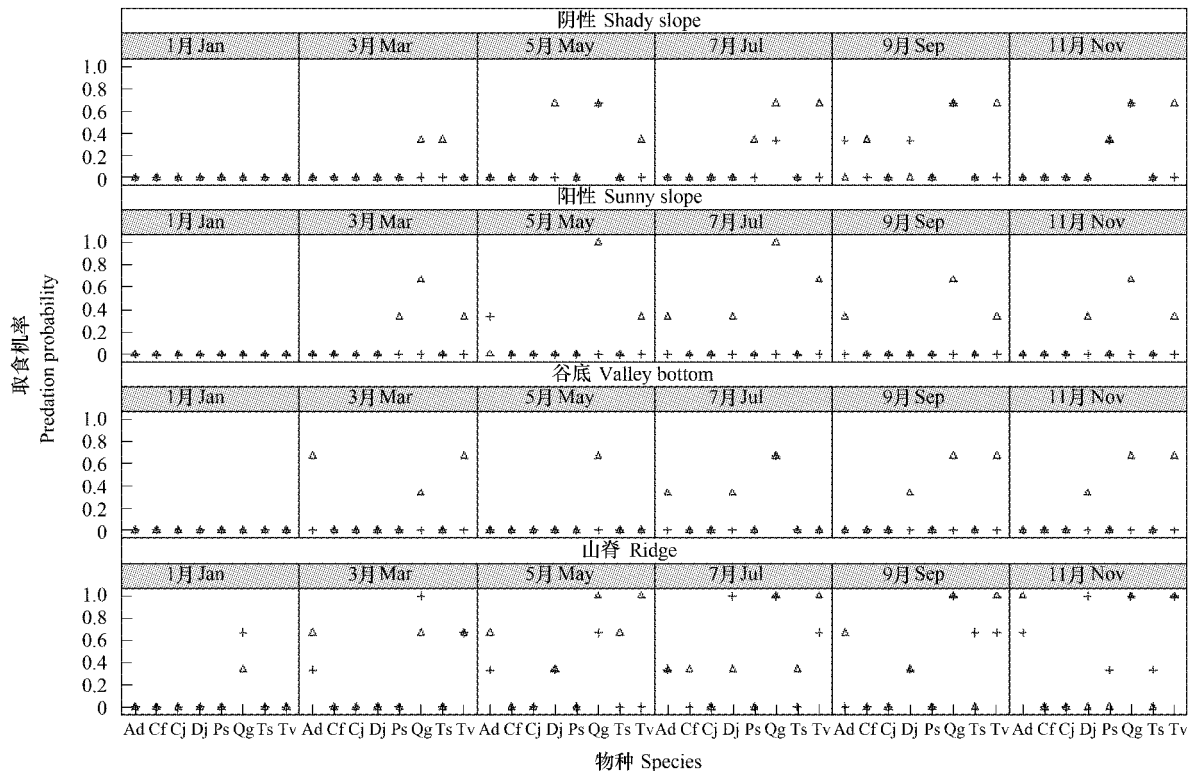 阴性 Shady slope
1月 Jan 3月 Mar 5月 May 7月 Jul 9月 Sep 11月 Nov
1.0
0.8
0.6
0.4
0.2
0
阳性 Sunny slope
1月 Jan 3月 Mar 5月 May 7月 Jul 9月 Sep 11月 Nov
1.0
0.8
0.6
0.4
0.2
0
取食机率
Predation probability
谷底 Valley bottom
1月 Jan 3月 Mar 5月 May 7月 Jul 9月 Sep 11月 Nov
1.0
0.8
0.6
0.4
0.2
0
山脊 Ridge
1月 Jan 3月 Mar 5月 May 7月 Jul 9月 Sep 11月 Nov
1.0
0.8
0.6
0.4
0.2
0
Ad Cf Cj Dj Ps Qg Ts Tv Ad Cf Cj Dj Ps Qg Ts Tv Ad Cf Cj Dj Ps Qg Ts Tv Ad Cf Cj Dj Ps Qg Ts Tv Ad Cf Cj Dj Ps Qg Ts Tv Ad Cf Cj Dj Ps Qg Ts Tv
物种 Species